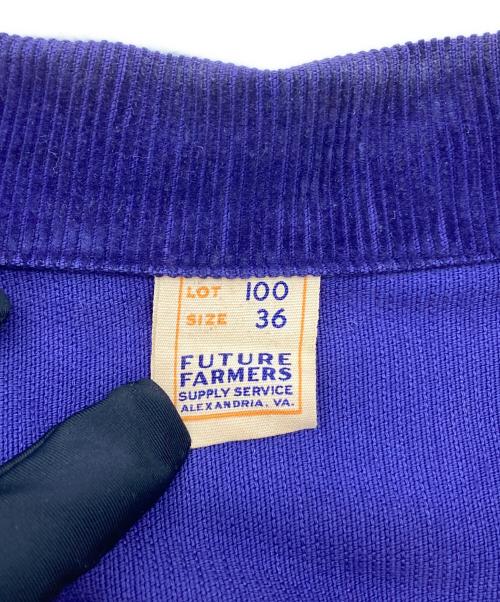 LOT 100
SIZE 36
FUTURE
FARMERS
SUPPLY SERVICE
ALEXANDRIA, VA.